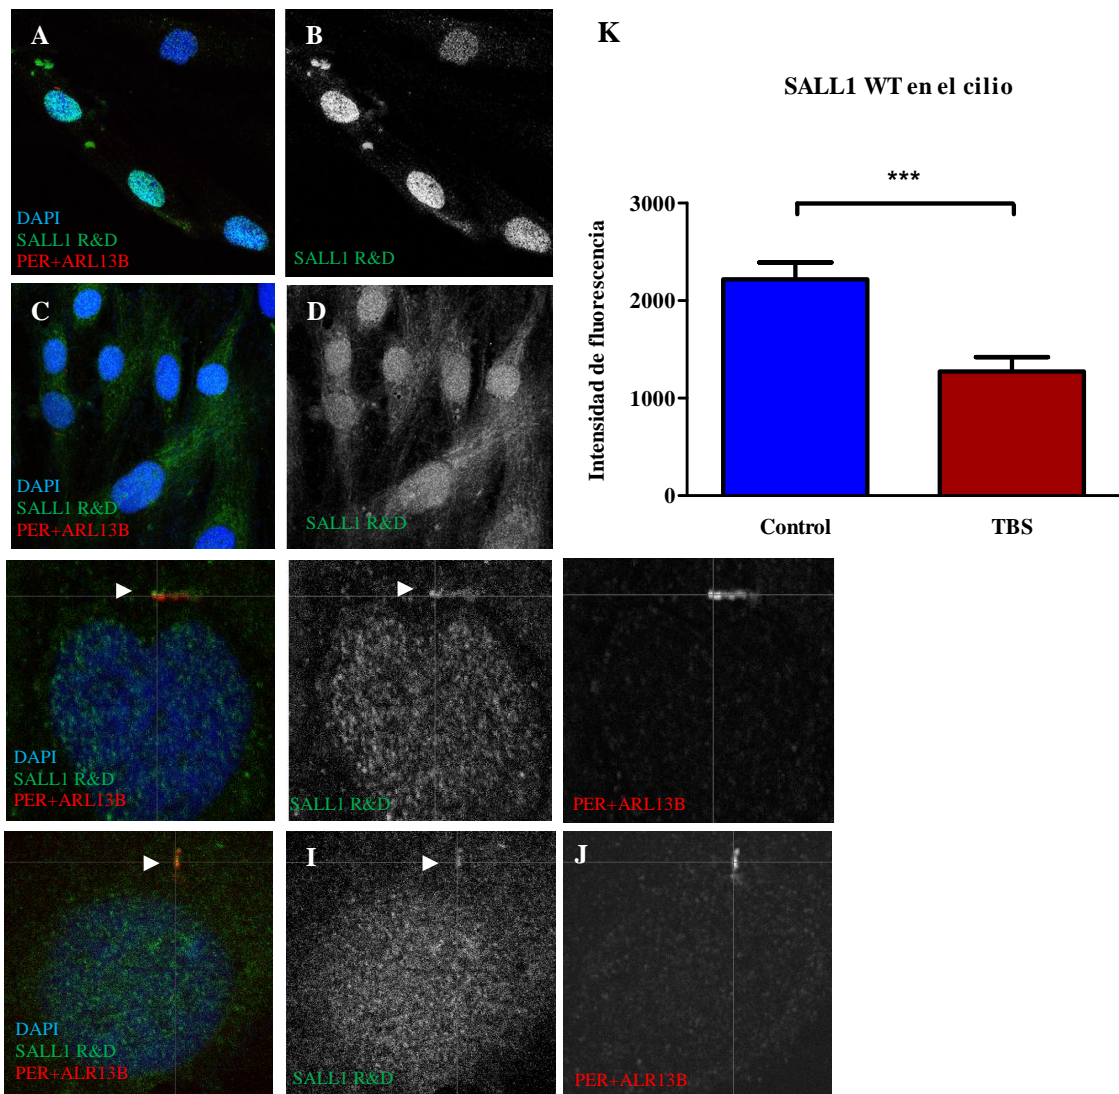 A
B
K
SALL1 WT en el cilio
DAPI
SALL1 R&D
PER+ARL13B
SALL1 R&D
***
3000
2000
1000
0
Intensidad de fluorescencia
Control
TBS
C
D
DAPI
SALL1 R&D
PER+ARL13B
SALL1 R&D
DAPI
SALL1 R&D
PER+ARL13B
SALL1 R&D
PER+ARL13B
I
J
DAPI
SALL1 R&D
PER+ALR13B
SALL1 R&D
PER+ALR13B